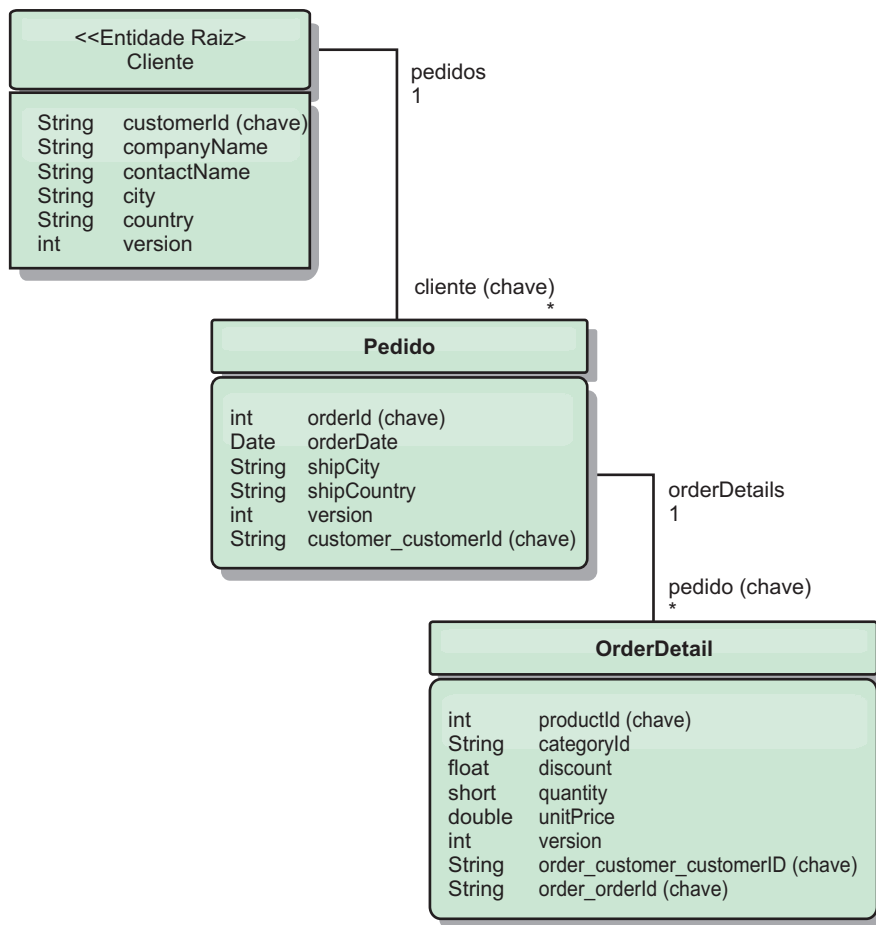 <<Entidade Raiz>
Cliente
String customerId (chave)
String companyName
String contactName
String city
String country
int version
pedidos
1
cliente (chave)
*
Pedido
int orderId (chave)
Date orderDate
String shipCity
String shipCountry
int version
String customer_customerId (chave)
orderDetails
1
pedido (chave)
*
OrderDetail
int productId (chave)
String categoryId
float discount
short quantity
double unitPrice
int version
String order_customer_customerID (chave)
String order_orderId (chave)